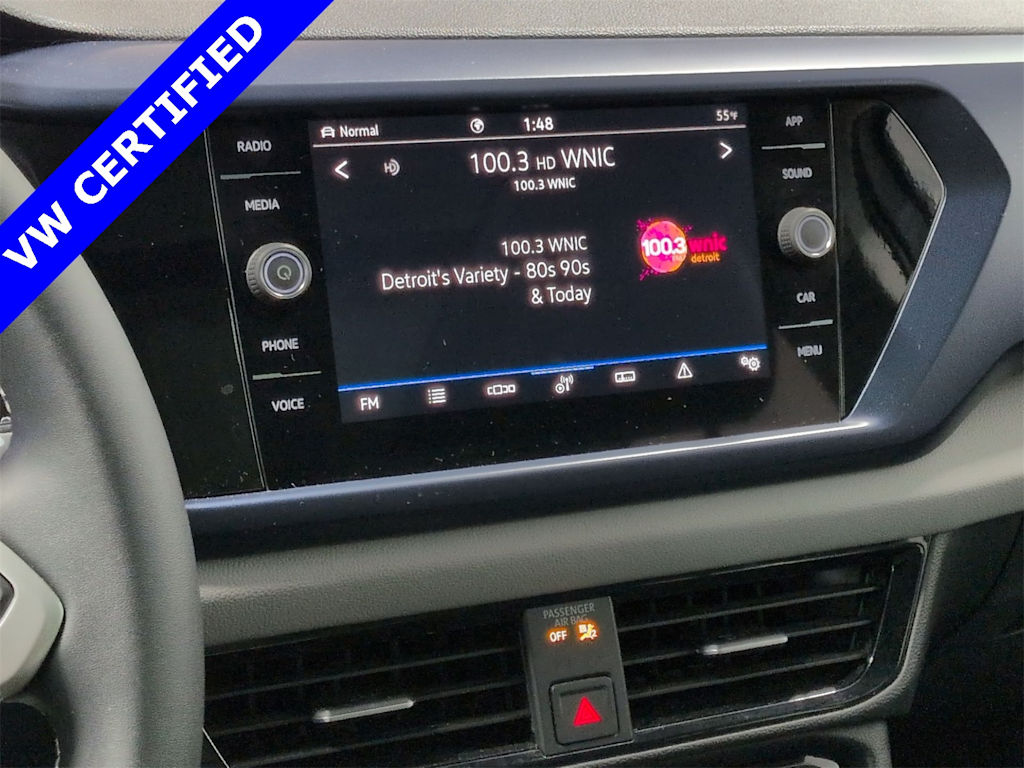 VW CERTIFIED
RADIO
MEDIA
PHONE
VOICE
Normal
1:48
55°F
HD
100.3 HD WNIC
100.3 WNIC
100.3 WNIC
Detroit's Variety - 80s 90s
& Today
100.3 wnic
detroit
FM
APP
SOUND
CAR
MENU
PASSENGER
AIR BAG
OFF
2